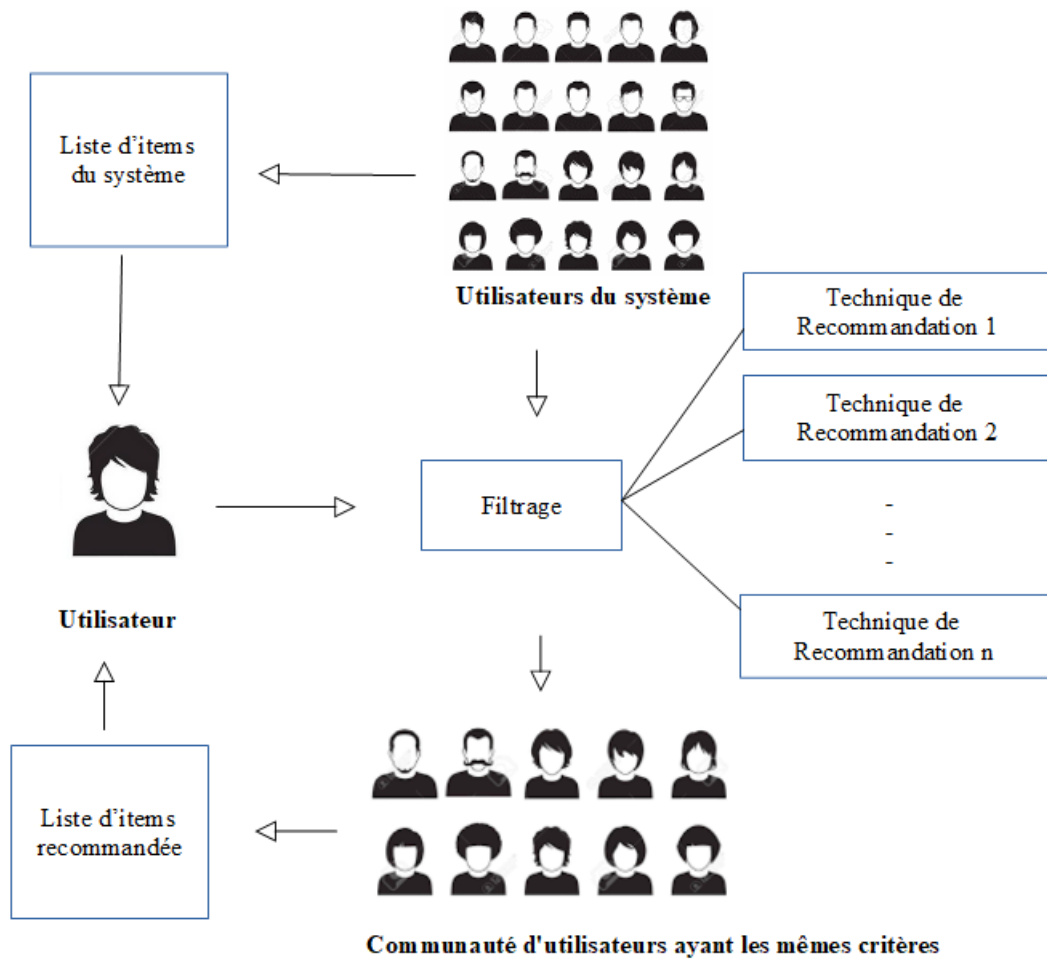 Liste d'items
du système
Utilisateurs du système
Technique de
Recommandation 1
Technique de
Recommandation 2
Filtrage
-
-
-
Utilisateur
Technique de
Recommandation n
Liste d'items
recommandée
Communauté d'utilisateurs ayant les mêmes critères